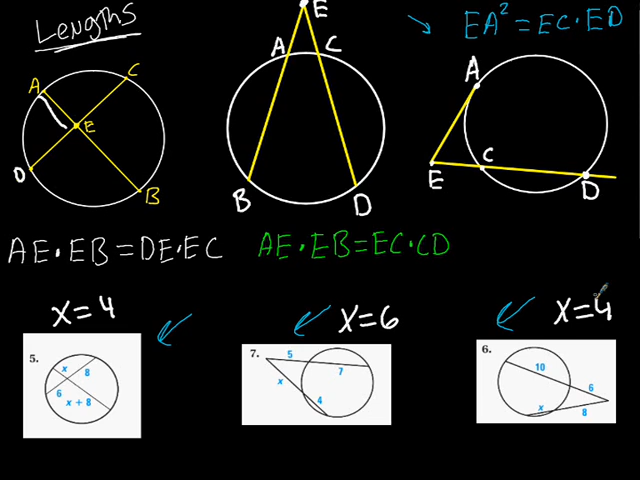 Lengths
EA² = EC · ED
E
A C
B D
A C
E
D B
A
E C D
AE · EB = DE · EC
AE · EB = EC · CD
x = 4
x = 6
x = 4
5.
x 8
6
x + 8
7.
5
7
x
4
6.
10
6
x
8